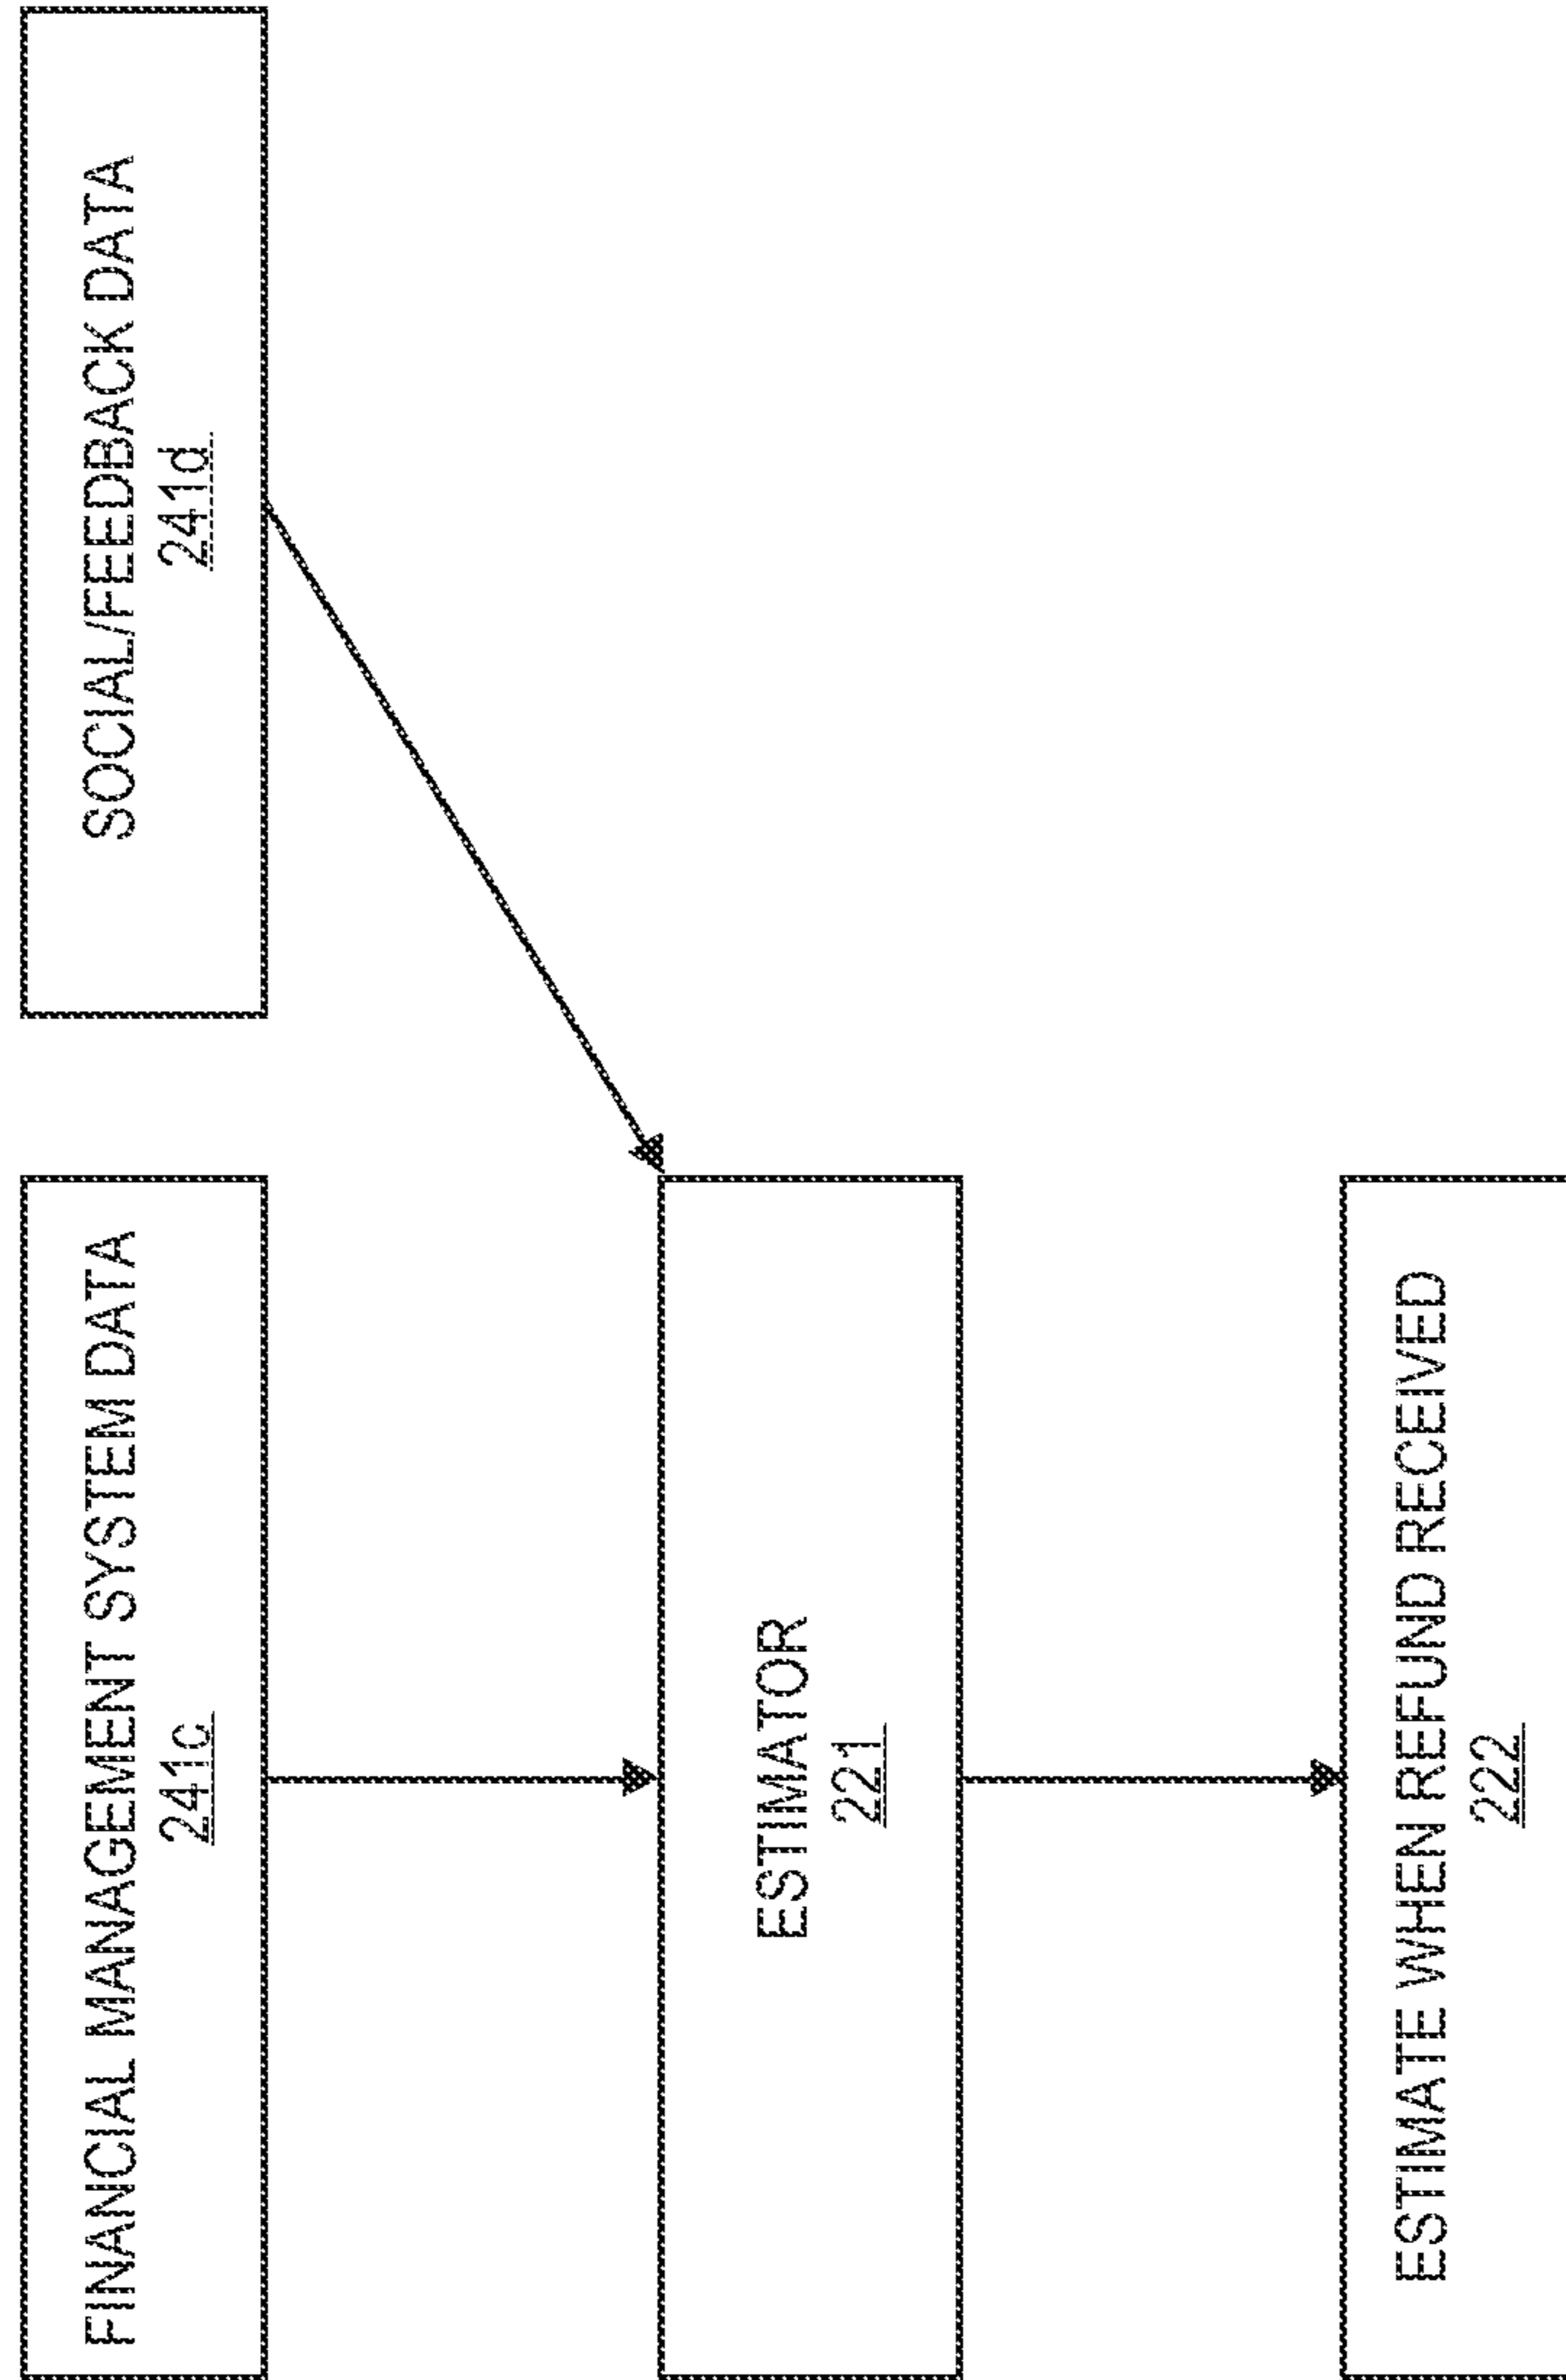 FINANCIAL MANAGEMENT SYSTEM DATA
241c
SOCIAL/FEEDBACK DATA
241d
ESTIMATOR
221
ESTIMATE WHEN REFUND RECEIVED
222